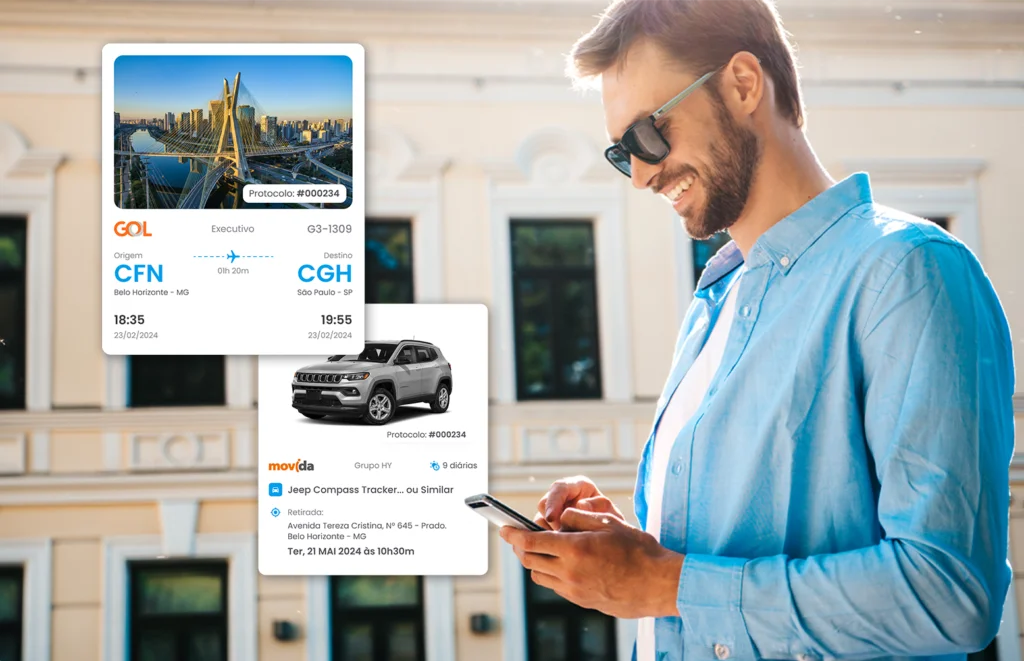 Protocolo: #000234
GOL
Executivo
G3-1309
Origem
Destino
CFN
CGH
01h 20m
Belo Horizonte - MG
São Paulo - SP
18:35
19:55
23/02/2024
23/02/2024
Protocolo: #000234
movida
Grupo HY
9 diárias
Jeep Compass Tracker... ou Similar
Retirada:
Avenida Tereza Cristina, Nº 645 - Prado.
Belo Horizonte - MG
Ter, 21 MAI 2024 às 10h30m